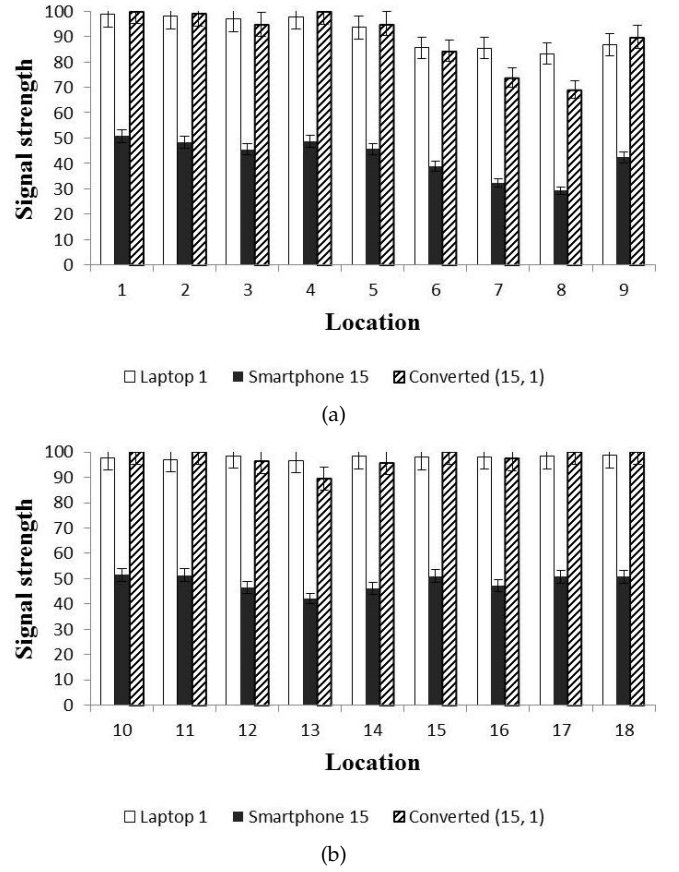 100
90
80
70
60
50
40
30
20
10
0
Signal strength
1 2 3 4 5 6 7 8 9
Location
Laptop 1 Smartphone 15 Converted (15, 1)
(a)
100
90
80
70
60
50
40
30
20
10
0
Signal strength
10 11 12 13 14 15 16 17 18
Location
Laptop 1 Smartphone 15 Converted (15, 1)
(b)